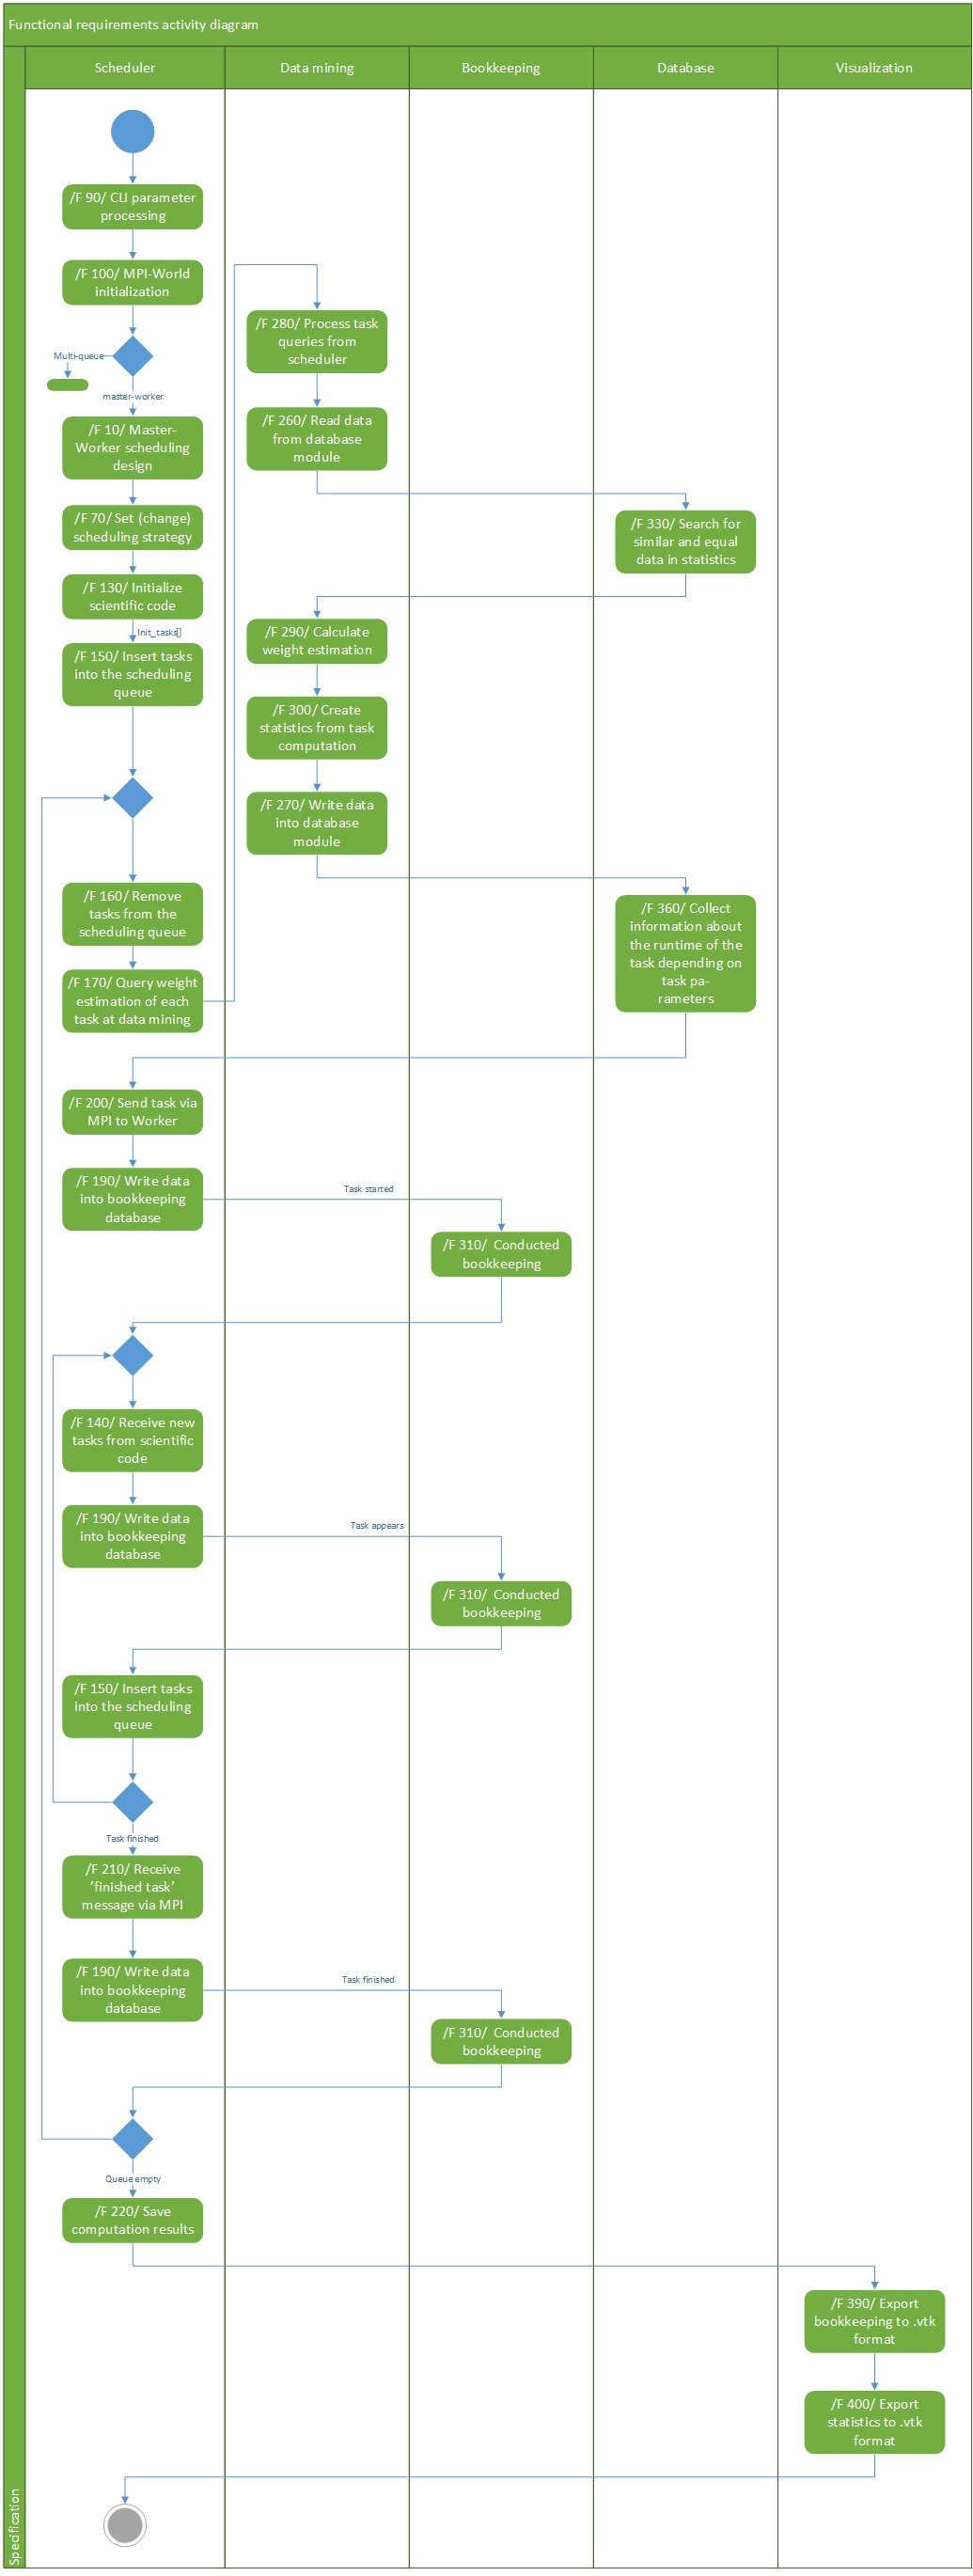 Functional requirements activity diagram
Scheduler
Data mining
Bookkeeping
Database
Visualization
/F 90/ CLI parameter
processing
/F 100/ MPI-World
initialization
Multi-queue
master-worker
/F 10/ Master-
Worker scheduling
design
/F 70/ Set (change)
scheduling strategy
/F 130/ Initialize
scientific code
Init_tasks[]
/F 150/ Insert tasks
into the scheduling
queue
/F 160/ Remove
tasks from the
scheduling queue
/F 170/ Query weight
estimation of each
task at data mining
/F 280/ Process task
queries from
scheduler
/F 260/ Read data
from database
module
/F 330/ Search for
similar and equal
data in statistics
/F 290/ Calculate
weight estimation
/F 300/ Create
statistics from task
computation
/F 270/ Write data
into database
module
/F 360/ Collect
information about
the runtime of the
task depending on
task pa-
rameters
/F 200/ Send task via
MPI to Worker
/F 190/ Write data
into bookkeeping
database
Task started
/F 310/  Conducted
bookkeeping
/F 140/ Receive new
tasks from scientific
code
/F 190/ Write data
into bookkeeping
database
Task appears
/F 310/  Conducted
bookkeeping
/F 150/ Insert tasks
into the scheduling
queue
Task finished
/F 210/ Receive
’finished task’
message via MPI
/F 190/ Write data
into bookkeeping
database
Task finished
/F 310/  Conducted
bookkeeping
Queue empty
/F 220/ Save
computation results
/F 390/ Export
bookkeeping to .vtk
format
/F 400/ Export
statistics to .vtk
format
Specification